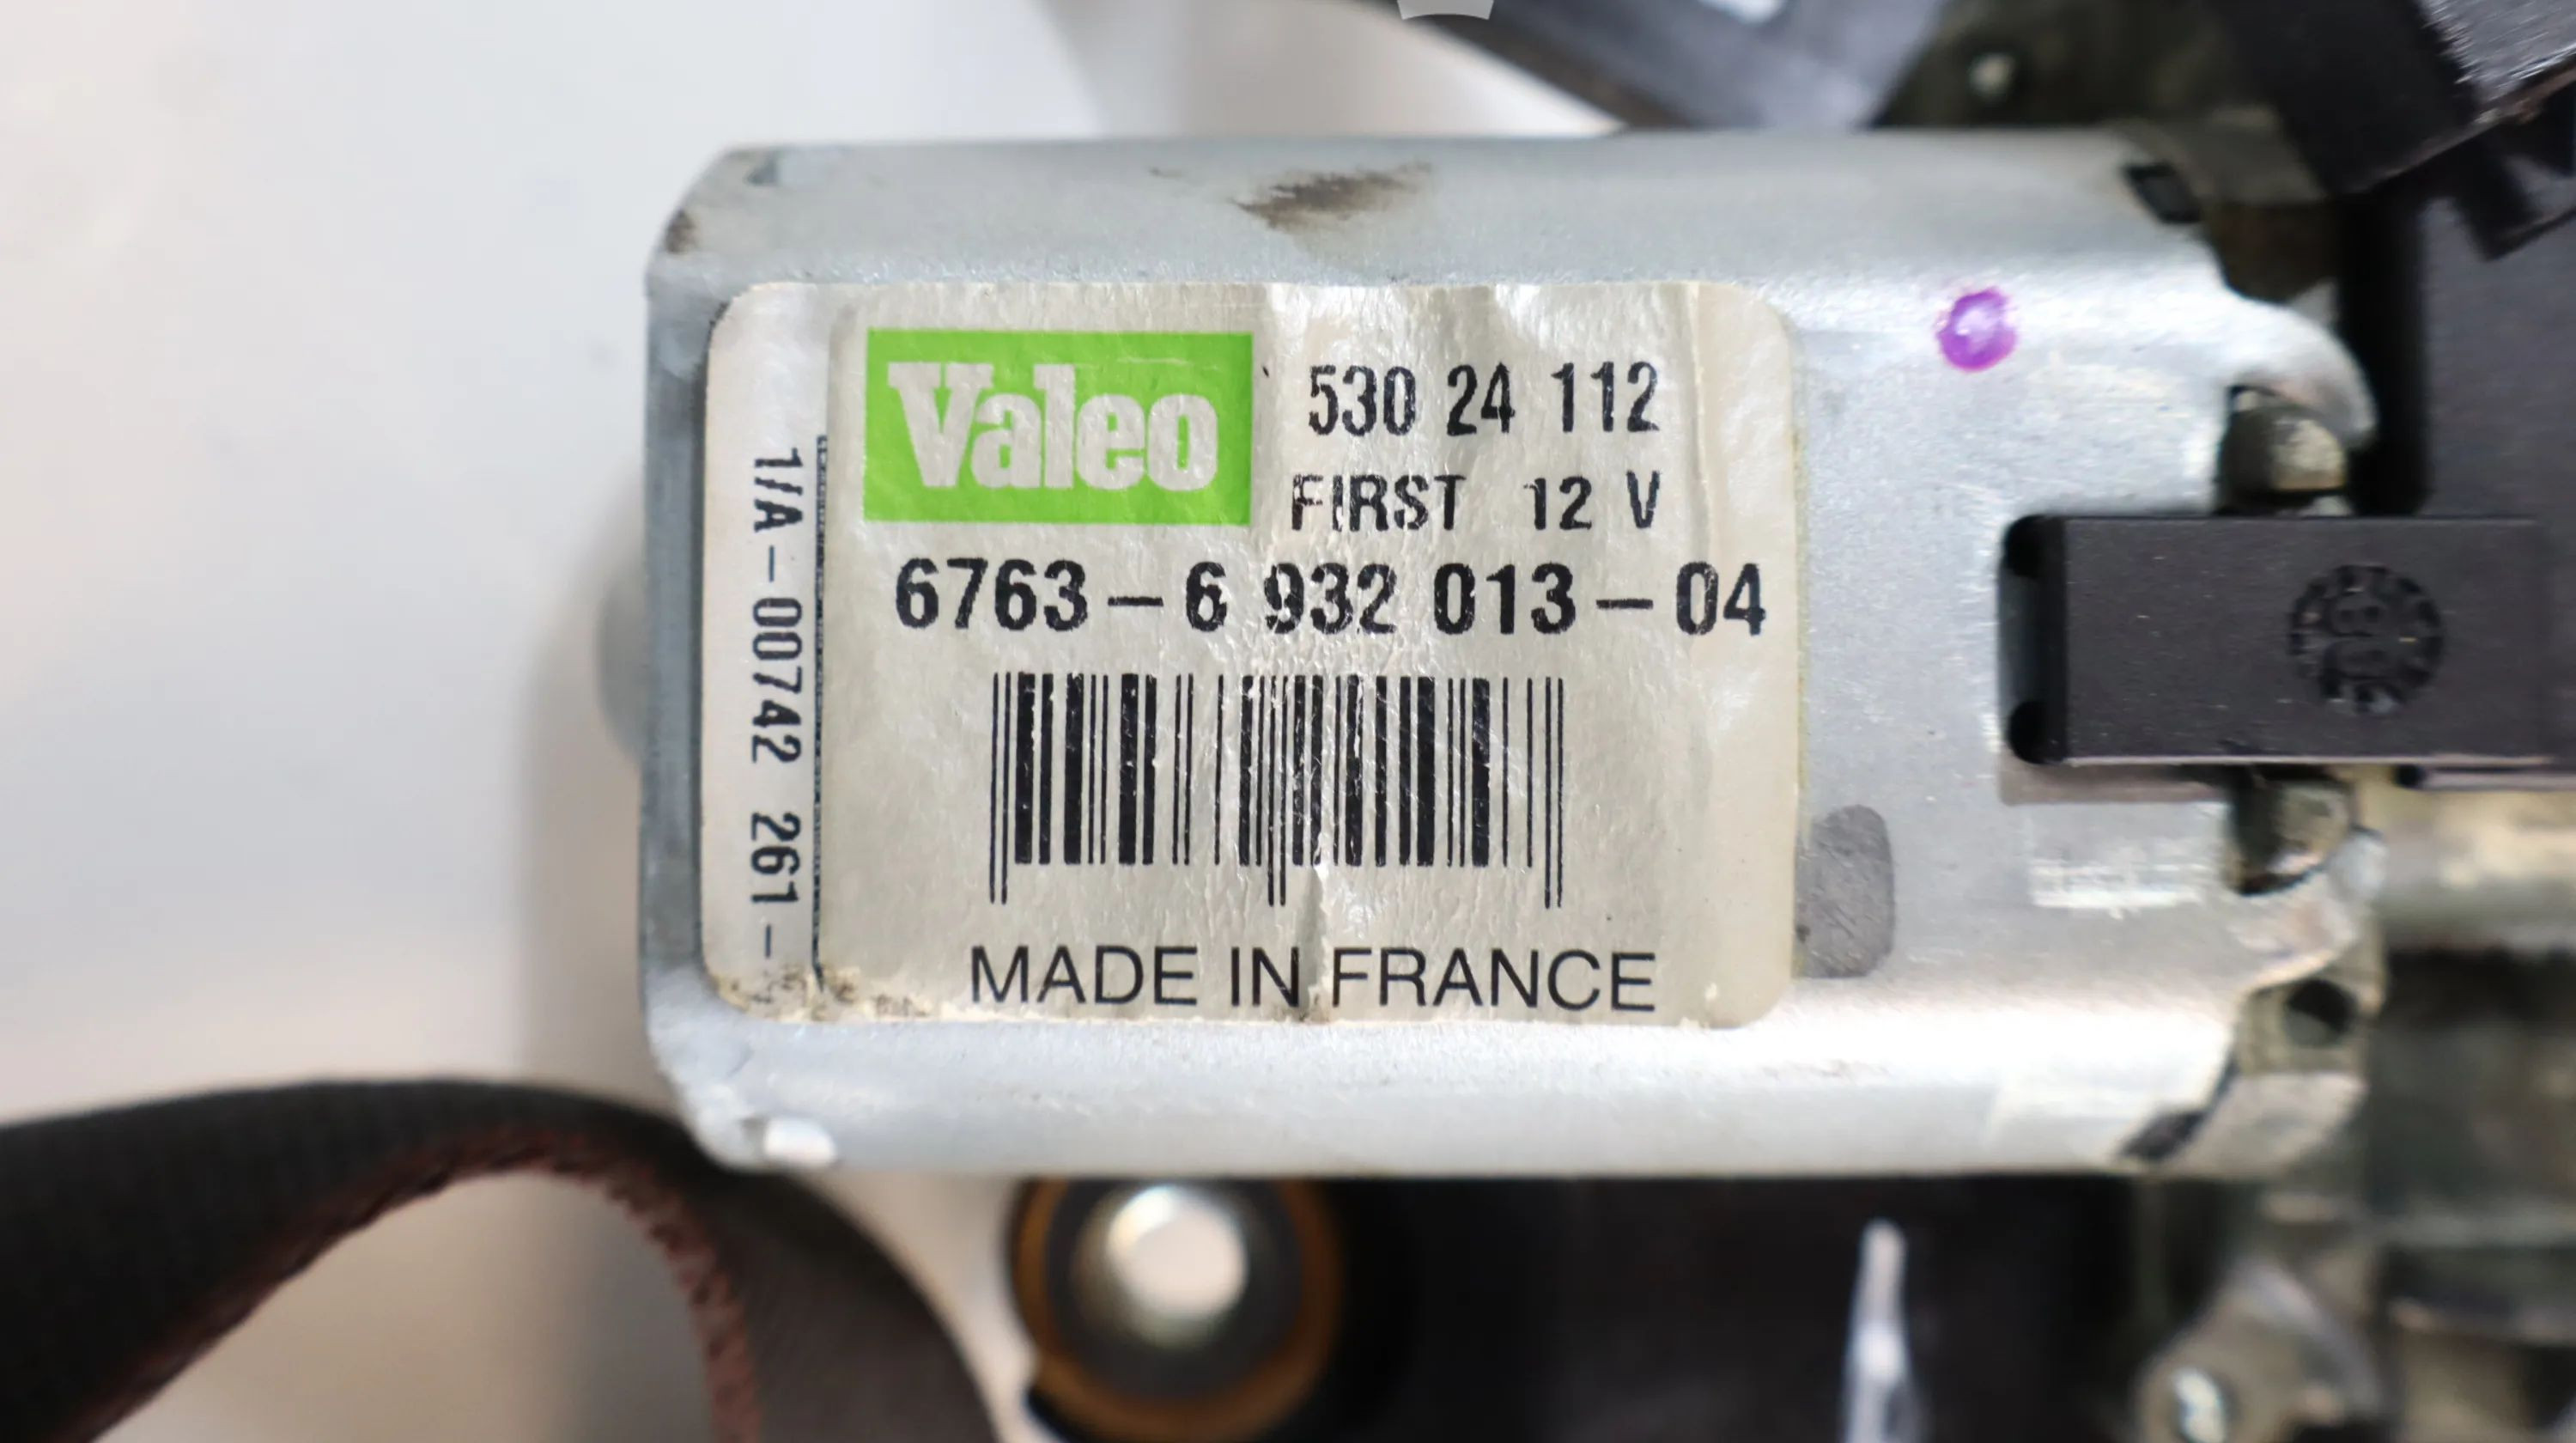 Valeo
530 24 112
FIRST 12 V
6763-6 932 013-04
MADE IN FRANCE
1/A-00742 261-